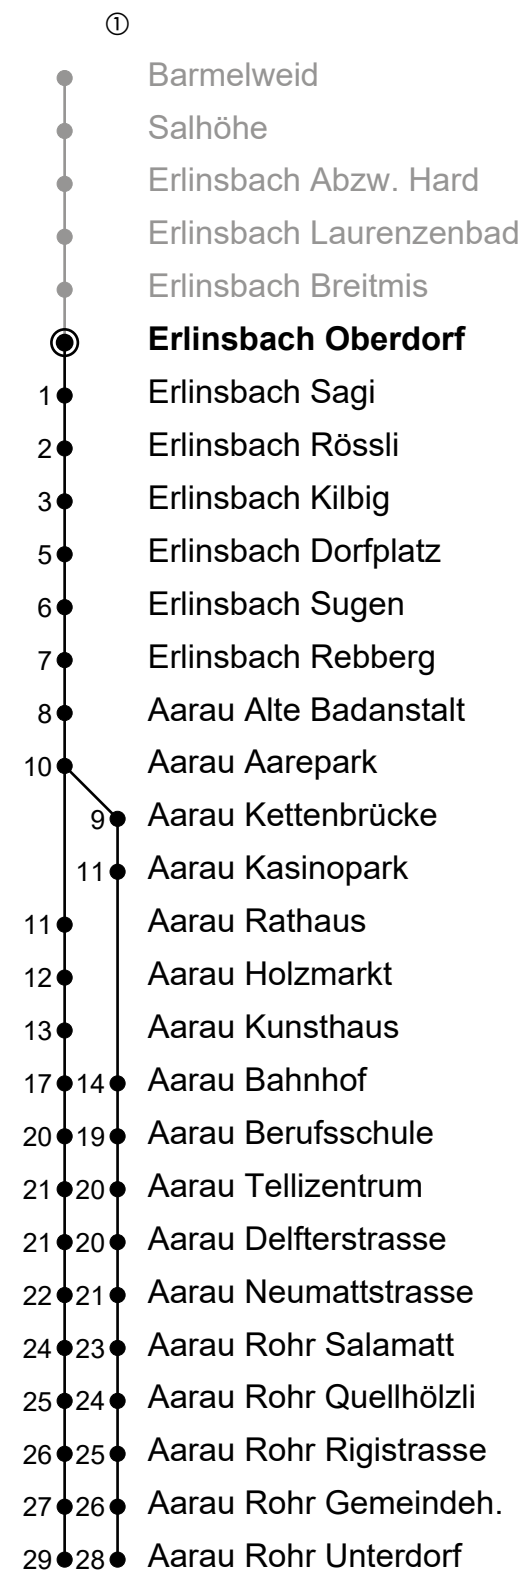 ①
Barmelweid
Salhöhe
Erlinsbach Abzw. Hard
Erlinsbach Laurenzenbad
Erlinsbach Breitmis
Erlinsbach Oberdorf
1 Erlinsbach Sagi
2 Erlinsbach Rössli
3 Erlinsbach Kilbig
5 Erlinsbach Dorfplatz
6 Erlinsbach Sugen
7 Erlinsbach Rebberg
8 Aarau Alte Badanstalt
10 Aarau Aarepark
9 Aarau Kettenbrücke
11 Aarau Kasinopark
11 Aarau Rathaus
12 Aarau Holzmarkt
13 Aarau Kunsthaus
17 14 Aarau Bahnhof
20 19 Aarau Berufsschule
21 20 Aarau Tellizentrum
21 20 Aarau Delfterstrasse
22 21 Aarau Neumattstrasse
24 23 Aarau Rohr Salamatt
25 24 Aarau Rohr Quellhölzli
26 25 Aarau Rohr Rigistrasse
27 26 Aarau Rohr Gemeindeh.
29 28 Aarau Rohr Unterdorf